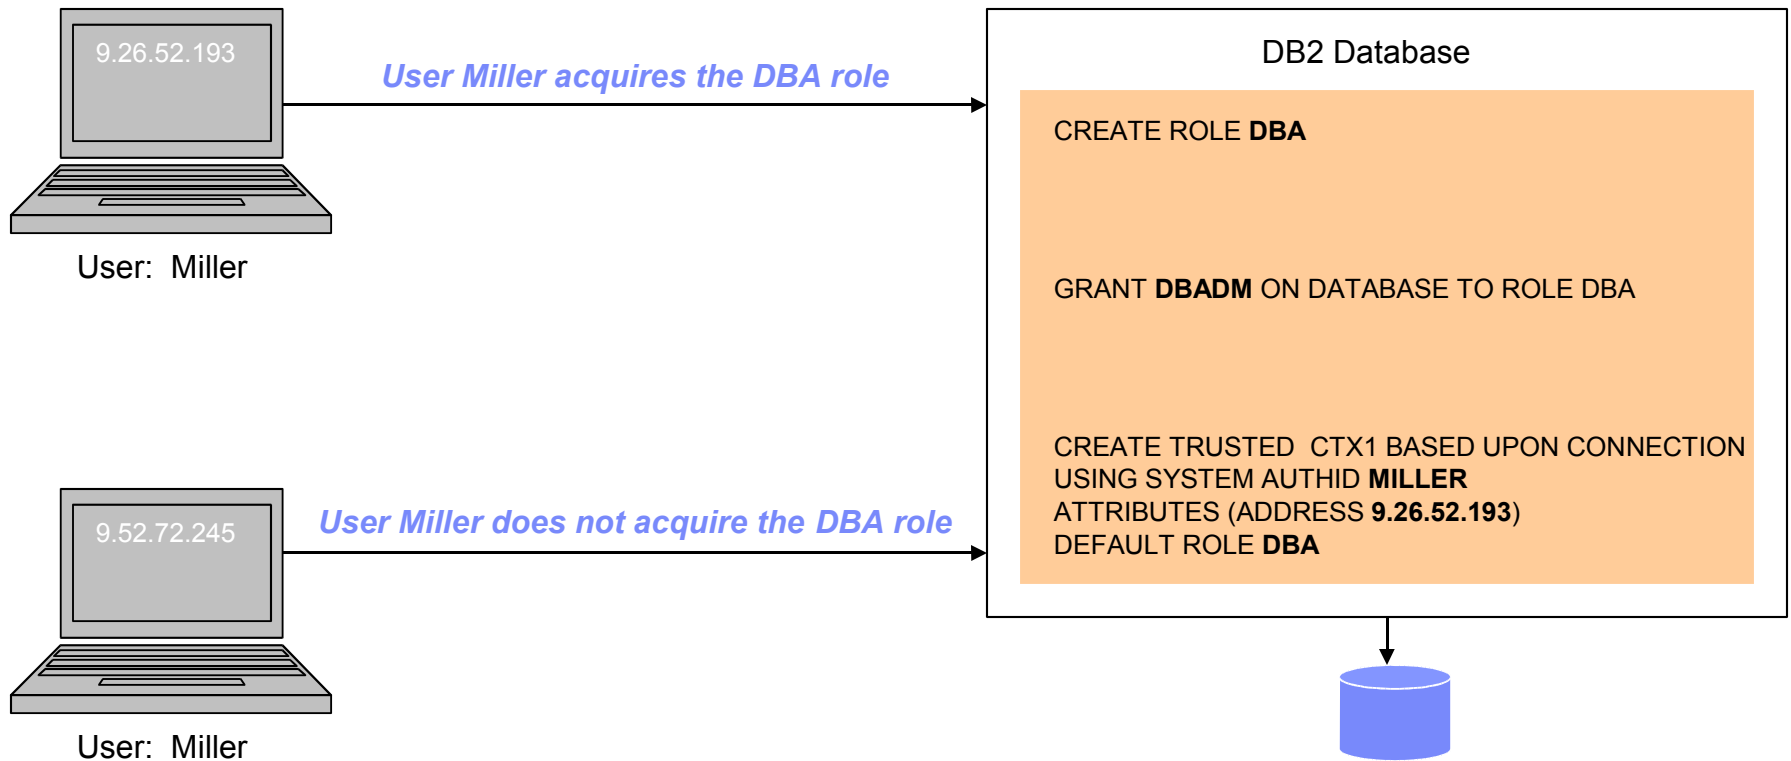 9.26.52.193
User Miller acquires the DBA role
User: Miller
9.52.72.245
User Miller does not acquire the DBA role
User: Miller
DB2 Database
CREATE ROLE DBA
GRANT DBADM ON DATABASE TO ROLE DBA
CREATE TRUSTED CTX1 BASED UPON CONNECTION
USING SYSTEM AUTHID MILLER
ATTRIBUTES (ADDRESS 9.26.52.193)
DEFAULT ROLE DBA